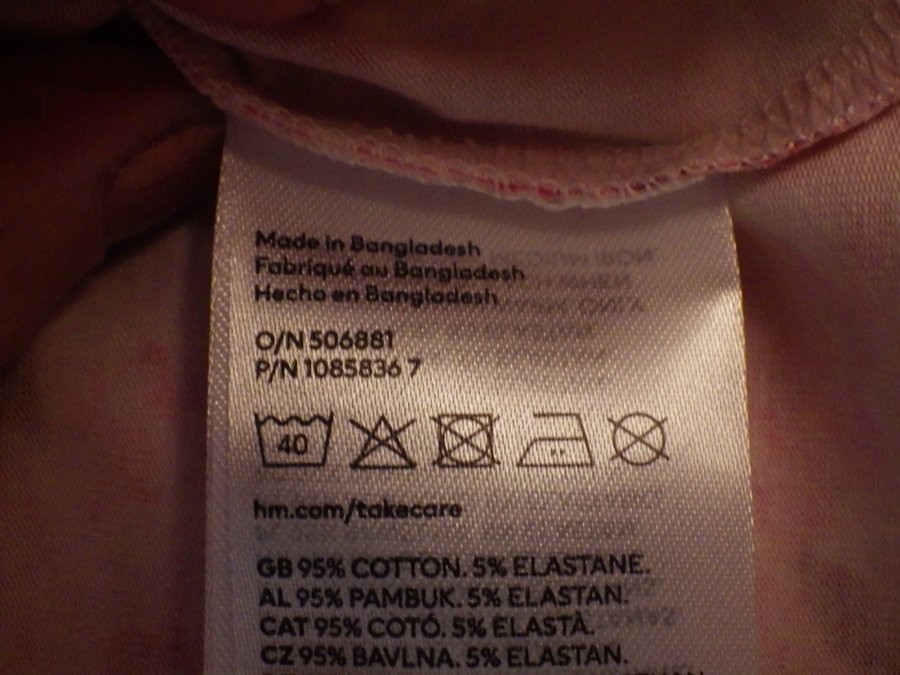 Made in Bangladesh
Fabriqué au Bangladesh
Hecho en Bangladesh
O/N 506881
P/N 1085836 7
40
hm.com/takecare
GB 95% COTTON. 5% ELASTANE.
AL 95% PAMBUK. 5% ELASTAN.
CAT 95% COTÓ. 5% ELASTÀ.
CZ 95% BAVLNA. 5% ELASTAN.